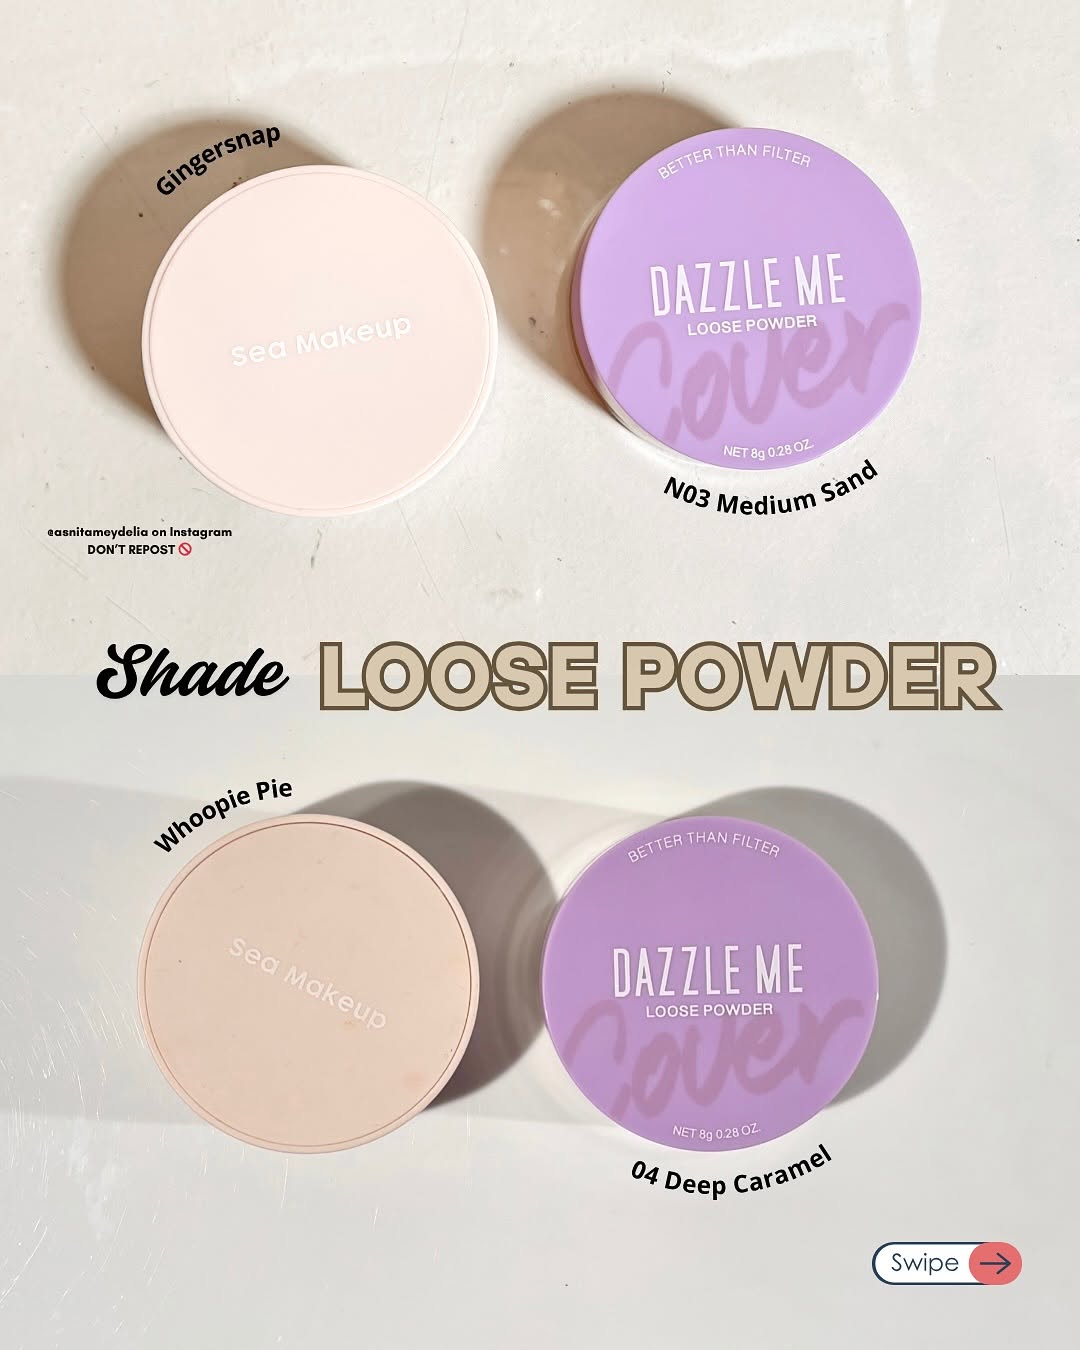 Gingersnap
Sea Makeup
BETTER THAN FILTER
DAZZLE ME
LOOSE POWDER
Cover
NET 8g 0.28 OZ.
N03 Medium Sand
@asnitameydelia on Instagram
DON'T REPOST 🚫
Shade LOOSE POWDER
Whoopie Pie
Sea Makeup
BETTER THAN FILTER
DAZZLE ME
LOOSE POWDER
Cover
NET 8g 0.28 OZ.
04 Deep Caramel
Swipe